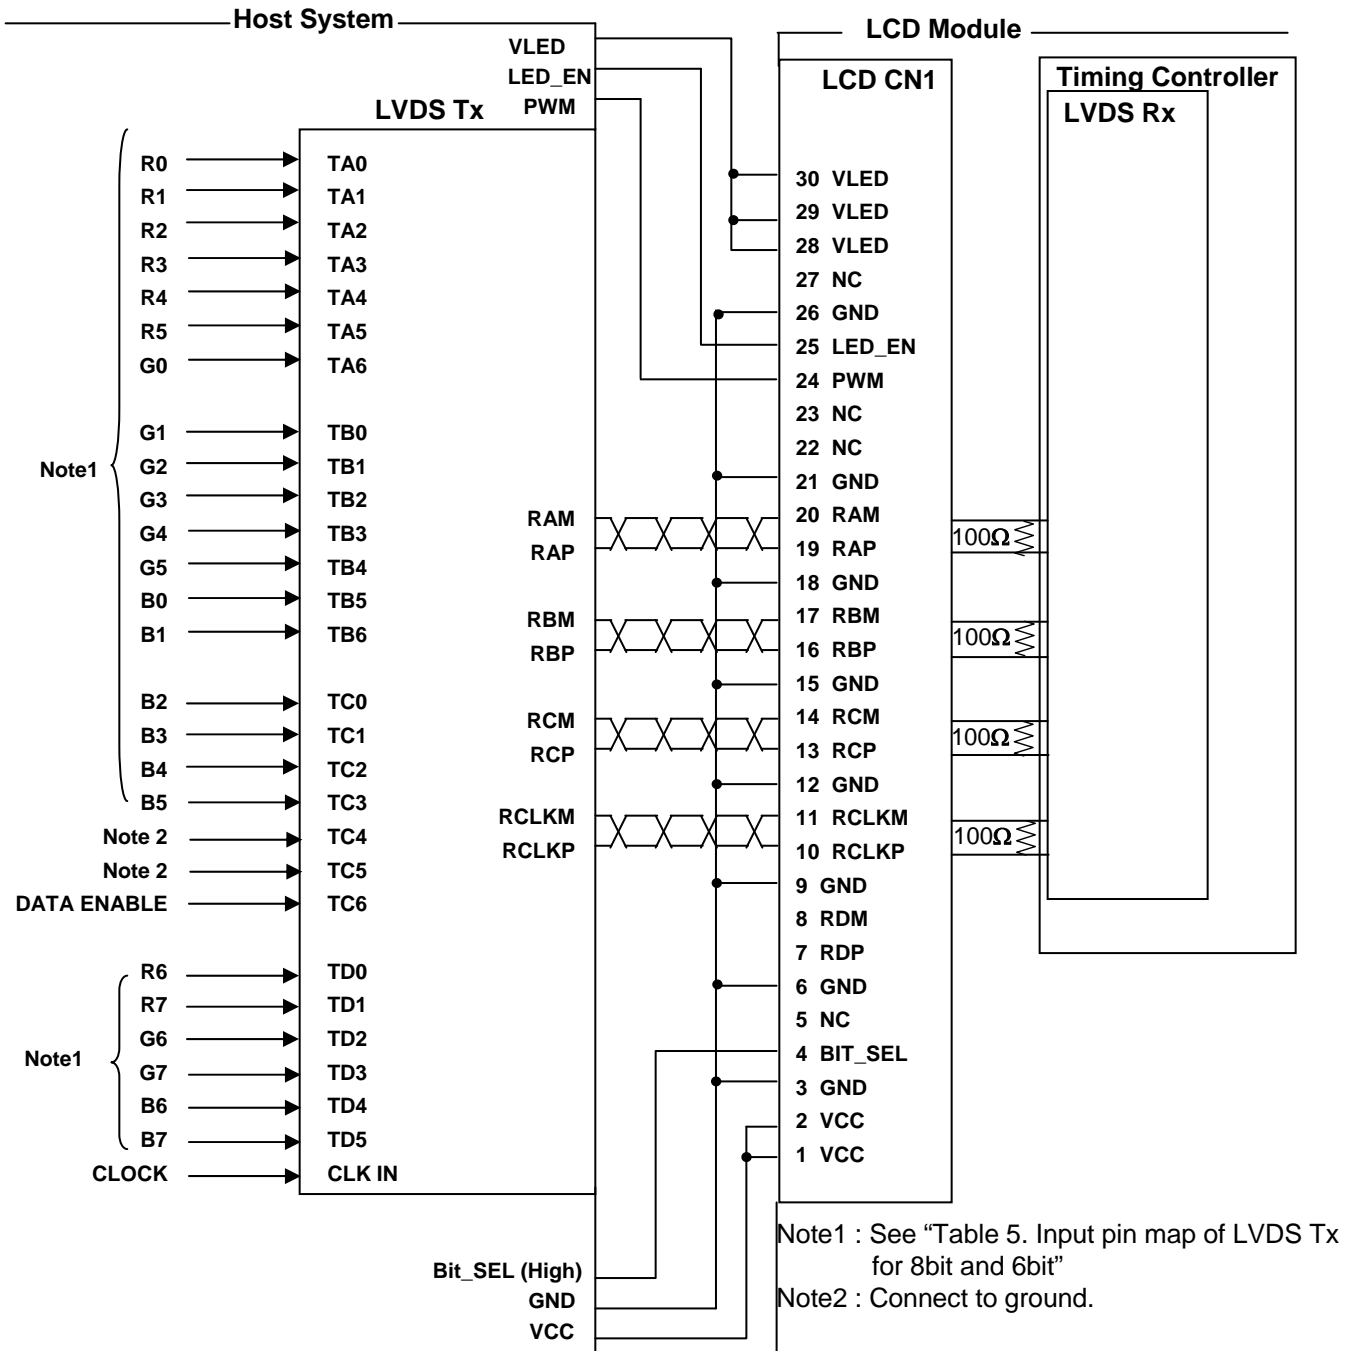 Host System
LCD Module
VLED
LED_EN
PWM
LVDS Tx
LCD CN1
Timing Controller
LVDS Rx
R0 TA0
R1 TA1
R2 TA2
R3 TA3
R4 TA4
R5 TA5
G0 TA6
Note1
G1 TB0
G2 TB1
G3 TB2
G4 TB3
G5 TB4
B0 TB5
B1 TB6
B2 TC0
B3 TC1
B4 TC2
B5 TC3
Note 2 TC4
Note 2 TC5
DATA ENABLE TC6
Note1
R6 TD0
R7 TD1
G6 TD2
G7 TD3
B6 TD4
B7 TD5
CLOCK CLK IN
RAM
RAP
RBM
RBP
RCM
RCP
RCLKM
RCLKP
Bit_SEL (High)
GND
VCC
30 VLED
29 VLED
28 VLED
27 NC
26 GND
25 LED_EN
24 PWM
23 NC
22 NC
21 GND
20 RAM
19 RAP
18 GND
17 RBM
16 RBP
15 GND
14 RCM
13 RCP
12 GND
11 RCLKM
10 RCLKP
9 GND
8 RDM
7 RDP
6 GND
5 NC
4 BIT_SEL
3 GND
2 VCC
1 VCC
100Ω
100Ω
100Ω
100Ω
Note1 : See “Table 5. Input pin map of LVDS Tx
for 8bit and 6bit”
Note2 : Connect to ground.